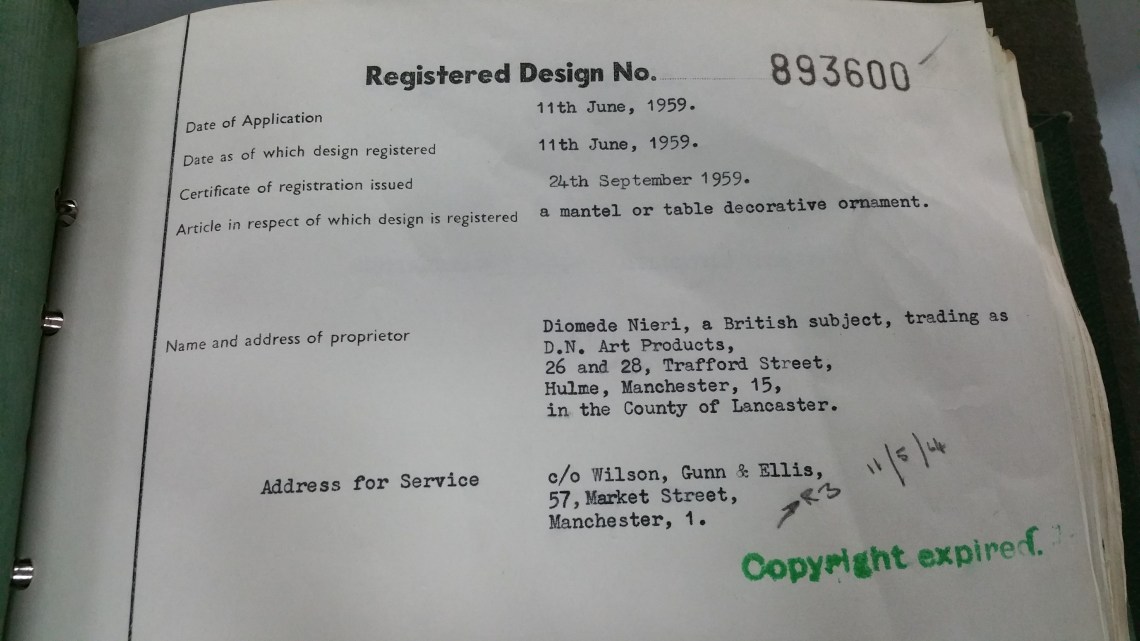 Registered Design No. 893600
Date of Application 11th June, 1959.
Date as of which design registered 11th June, 1959.
Certificate of registration issued 24th September 1959.
Article in respect of which design is registered a mantel or table decorative ornament.
Name and address of proprietor Diomede Nieri, a British subject, trading as
D.N. Art Products,
26 and 28, Trafford Street,
Hulme, Manchester, 15,
in the County of Lancaster.
Address for Service c/o Wilson, Gunn & Ellis,
57, Market Street,
Manchester, 1.
11/5/64
Copyright expired.